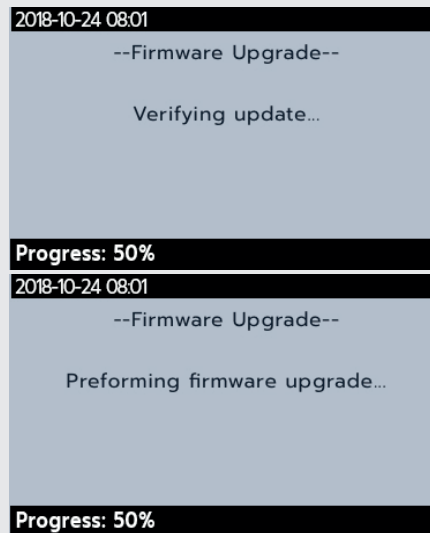 2018-10-24 08:01
--Firmware Upgrade--
Verifying update...
Progress: 50%
2018-10-24 08:01
--Firmware Upgrade--
Preforming firmware upgrade...
Progress: 50%